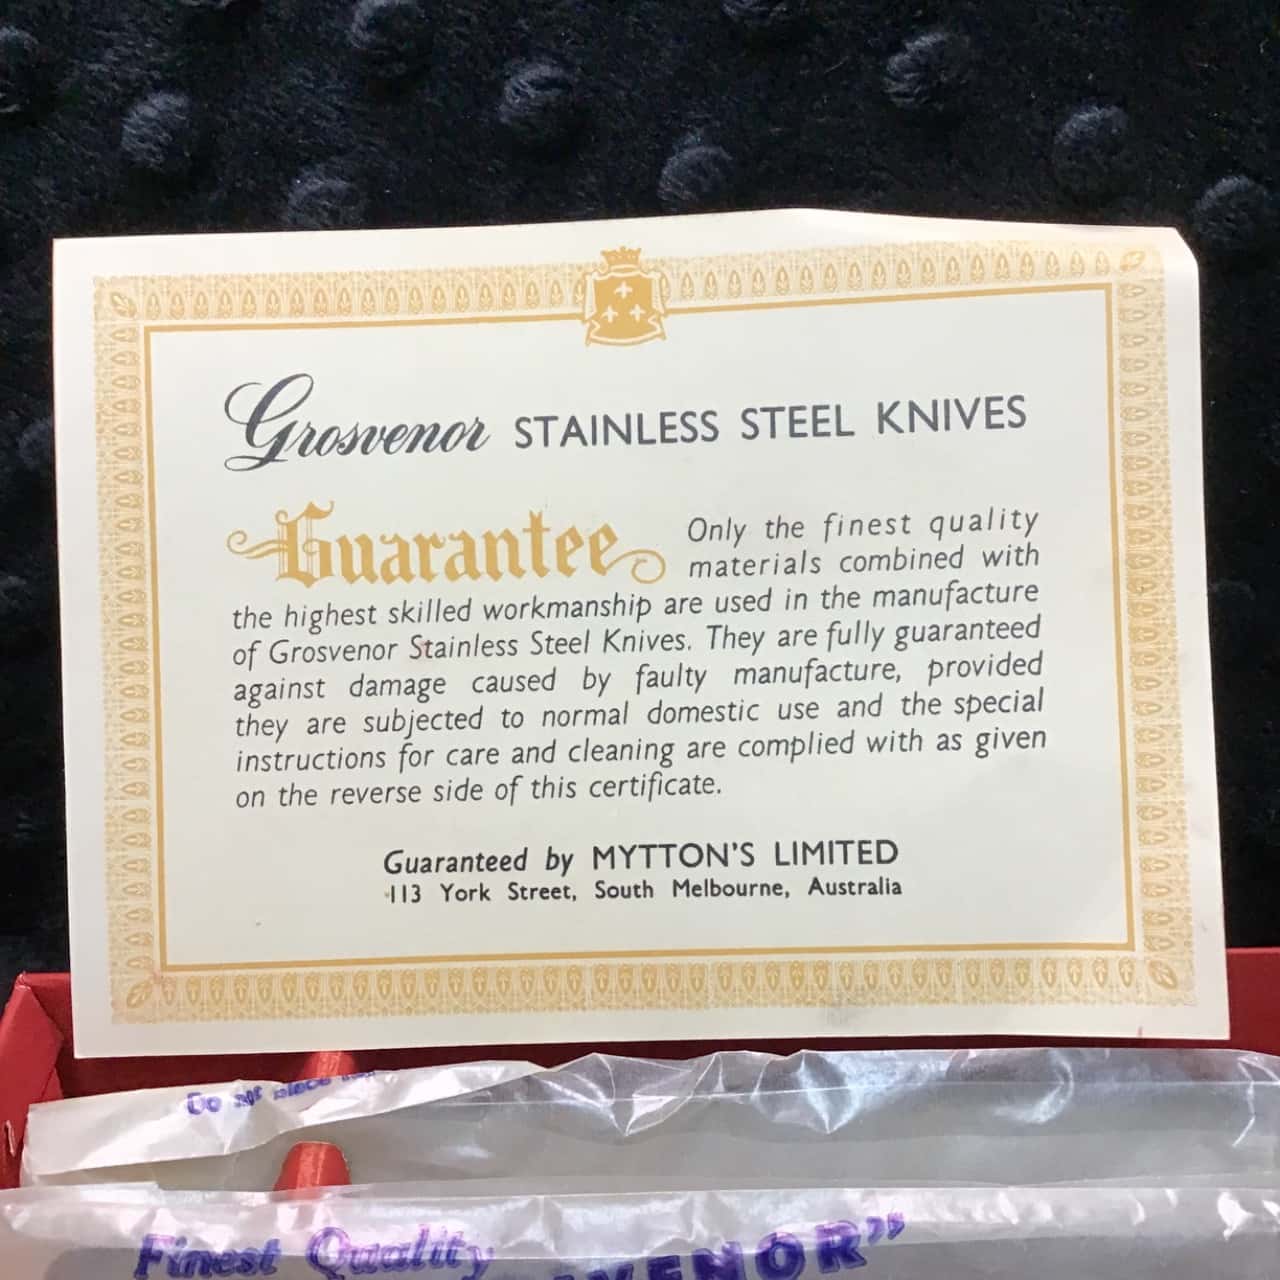 Grosvenor STAINLESS STEEL KNIVES
Guarantee Only the finest quality
materials combined with
the highest skilled workmanship are used in the manufacture
of Grosvenor Stainless Steel Knives. They are fully guaranteed
against damage caused by faulty manufacture, provided
they are subjected to normal domestic use and the special
instructions for care and cleaning are complied with as given
on the reverse side of this certificate.
Guaranteed by MYTTON'S LIMITED
113 York Street, South Melbourne, Australia
Do not place
Finest Quality
VENOR"